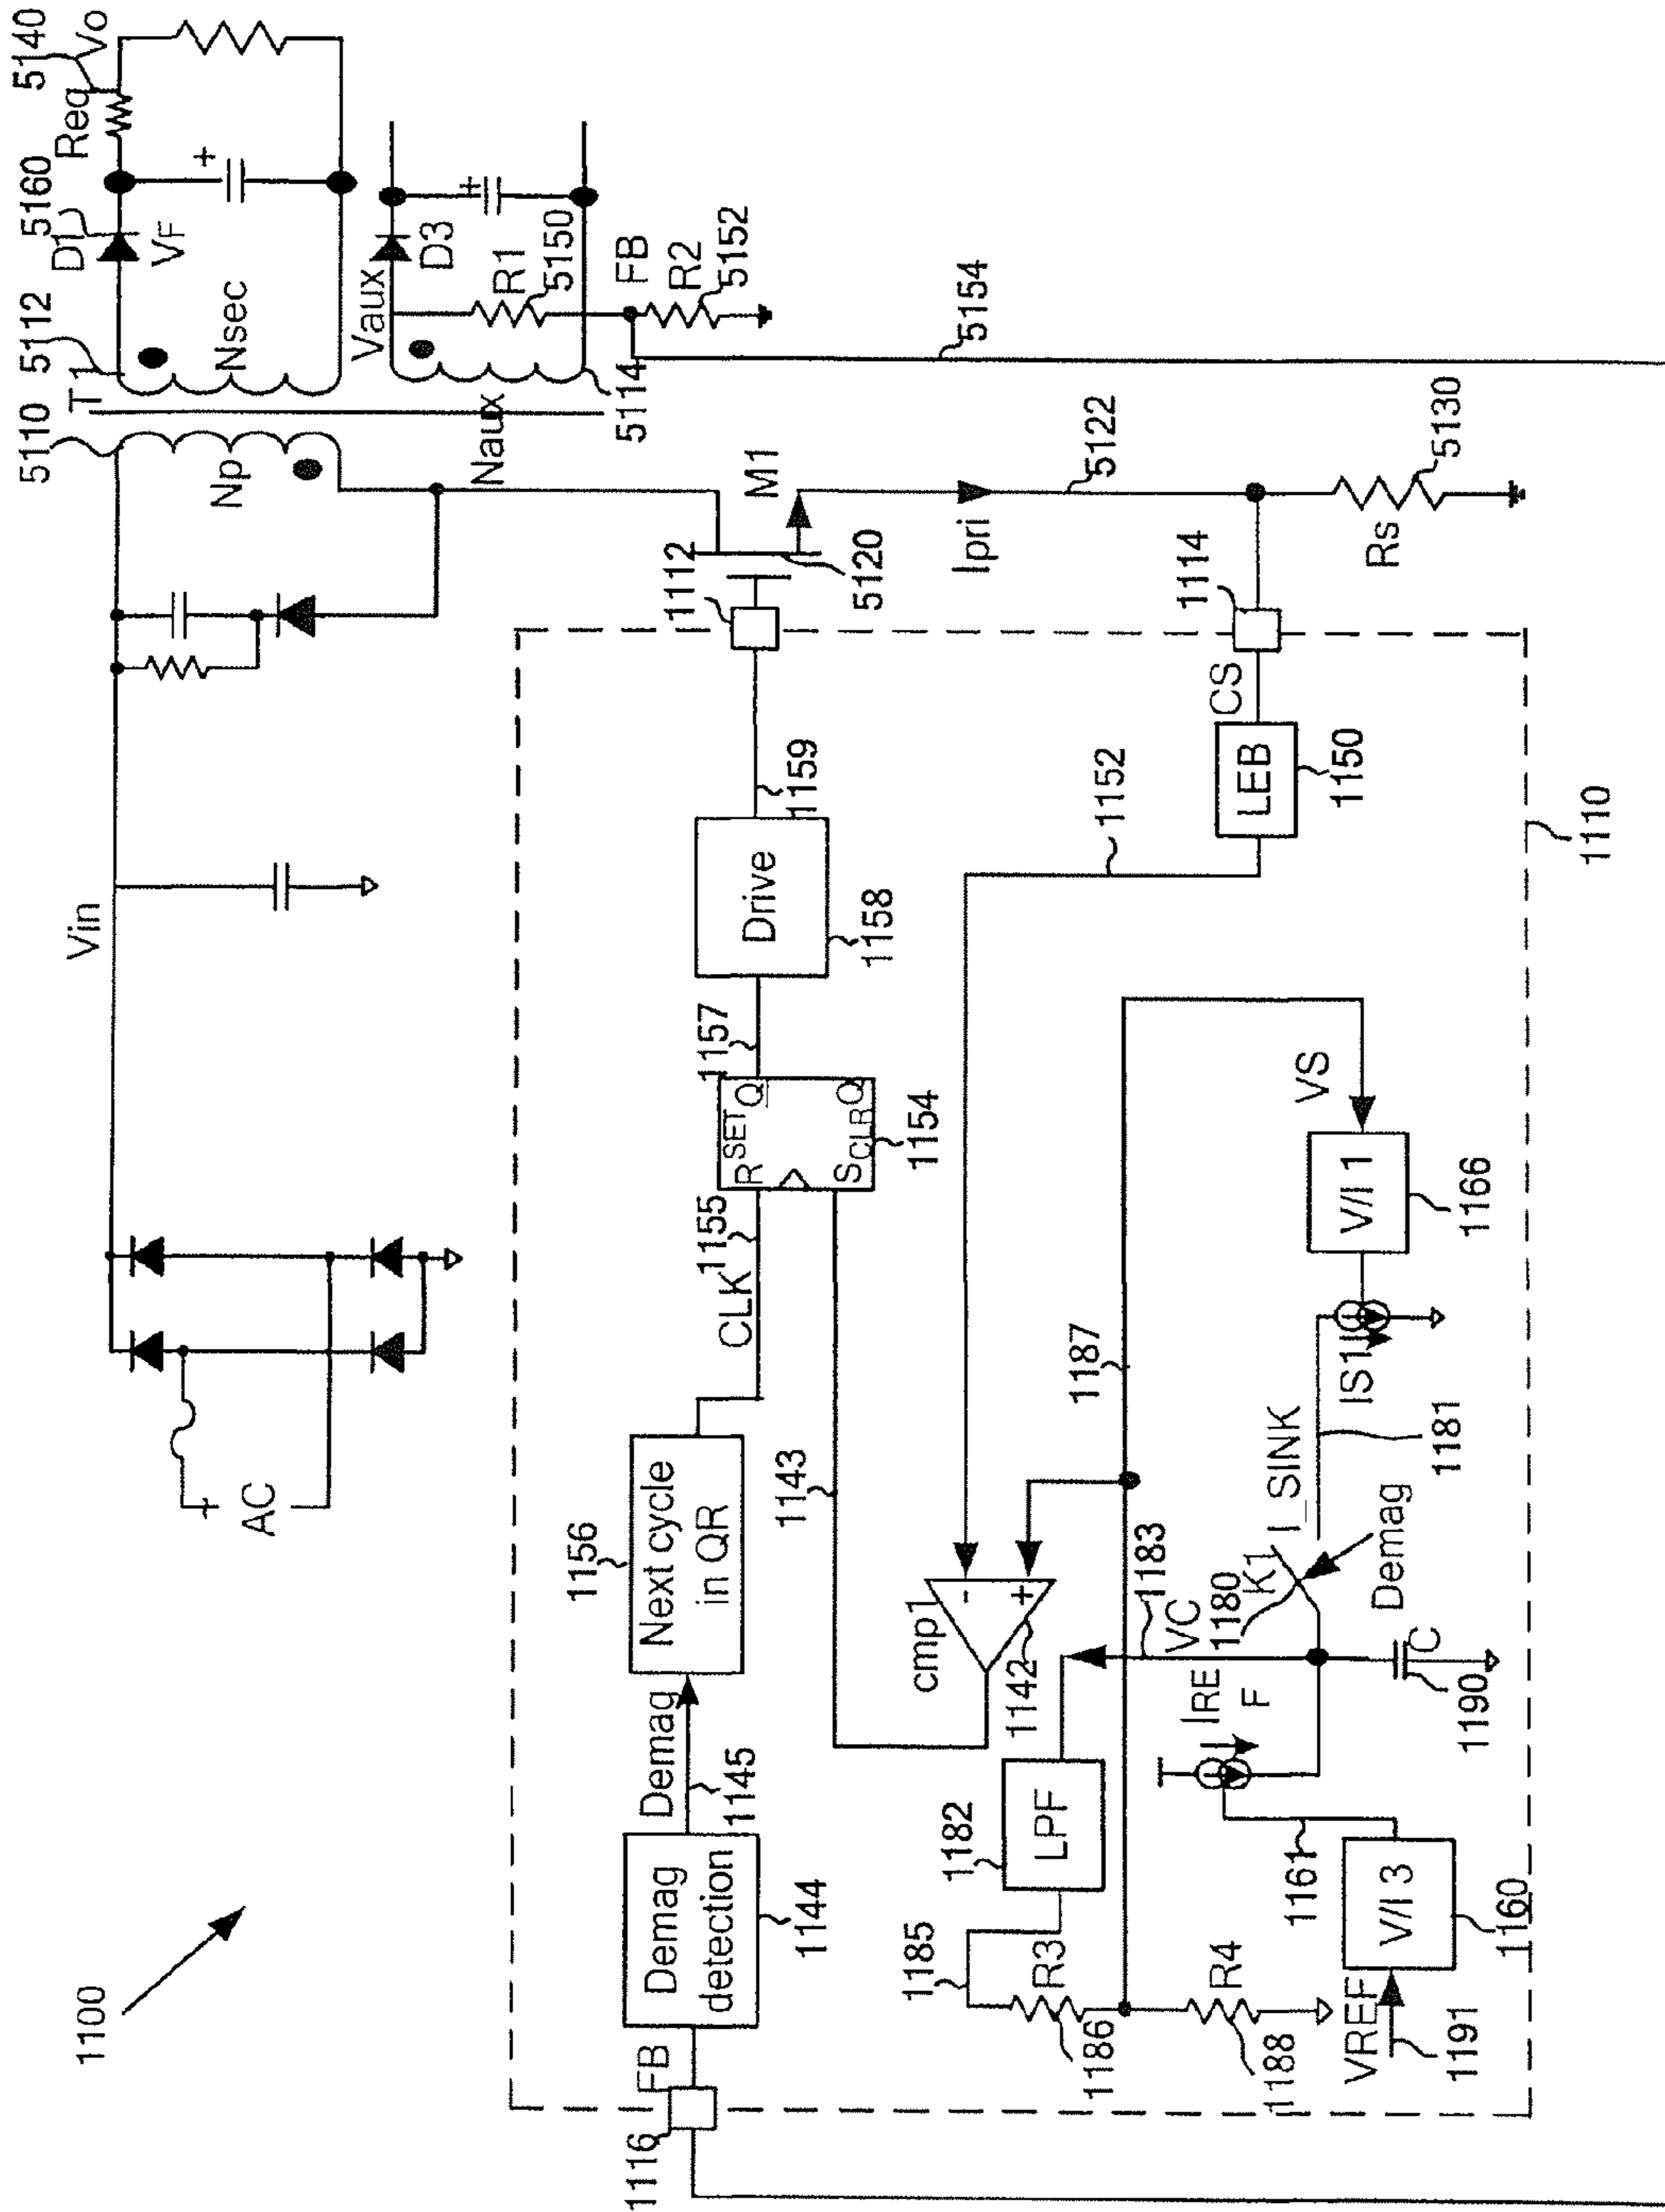 1100
5110
T1
5112
D1
5160
Req
5140
Vo
VF
Nsec
Np
Naux
Vaux
D3
R1
5150
FB
R2
5152
5114
5154
Vin
AC
+
+
+
M1
1112
5120
Ipri
5122
1114
Rs
5130
CS
LEB
1150
1152
1110
Drive
1158
1159
1157
R SET Q
S CLR Q
1154
1155
CLK
Next cycle
in QR
1156
Demag
1145
Demag
detection
1144
FB
1116
1143
cmp1
-
+
1142
1187
VS
V/I 1
1166
IS1
I_SINK
1181
K1
1180
Demag
VC
1183
C
1190
IRE
F
LPF
1182
1185
R3
1186
R4
1188
1161
V/I 3
1160
VREF
1191